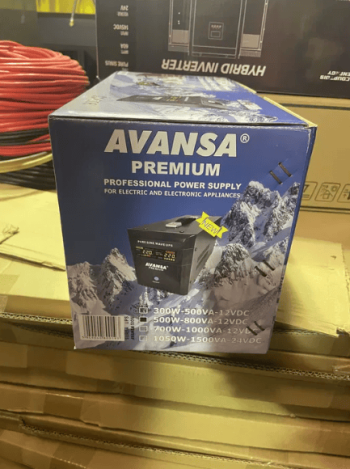 HYBRID INVERTER
AVANSA®
PREMIUM
PROFESSIONAL POWER SUPPLY
FOR ELECTRIC AND ELECTRONIC APPLIANCES
AVANSA
300W-500VA-12VDC
500W-800VA-12VDC
700W-1000VA-12VDC
1050W-1500VA-24VDC